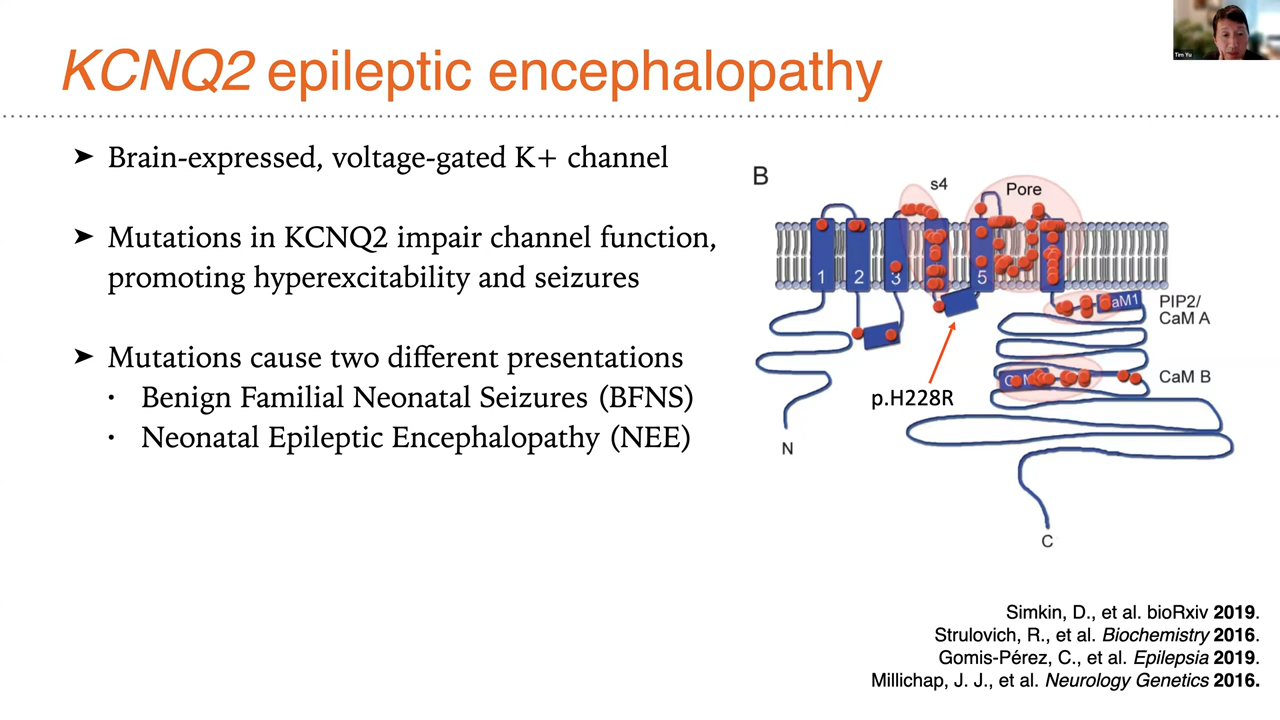 Tim Yu
KCNQ2 epileptic encephalopathy
➤ Brain-expressed, voltage-gated K+ channel
➤ Mutations in KCNQ2 impair channel function,
promoting hyperexcitability and seizures
➤ Mutations cause two different presentations
• Benign Familial Neonatal Seizures (BFNS)
• Neonatal Epileptic Encephalopathy (NEE)
B
s4
Pore
1
2
3
5
CaM1
PIP2/
CaM A
CaM B
p.H228R
N
C
Simkin, D., et al. bioRxiv 2019.
Strulovich, R., et al. Biochemistry 2016.
Gomis-Pérez, C., et al. Epilepsia 2019.
Millichap, J. J., et al. Neurology Genetics 2016.